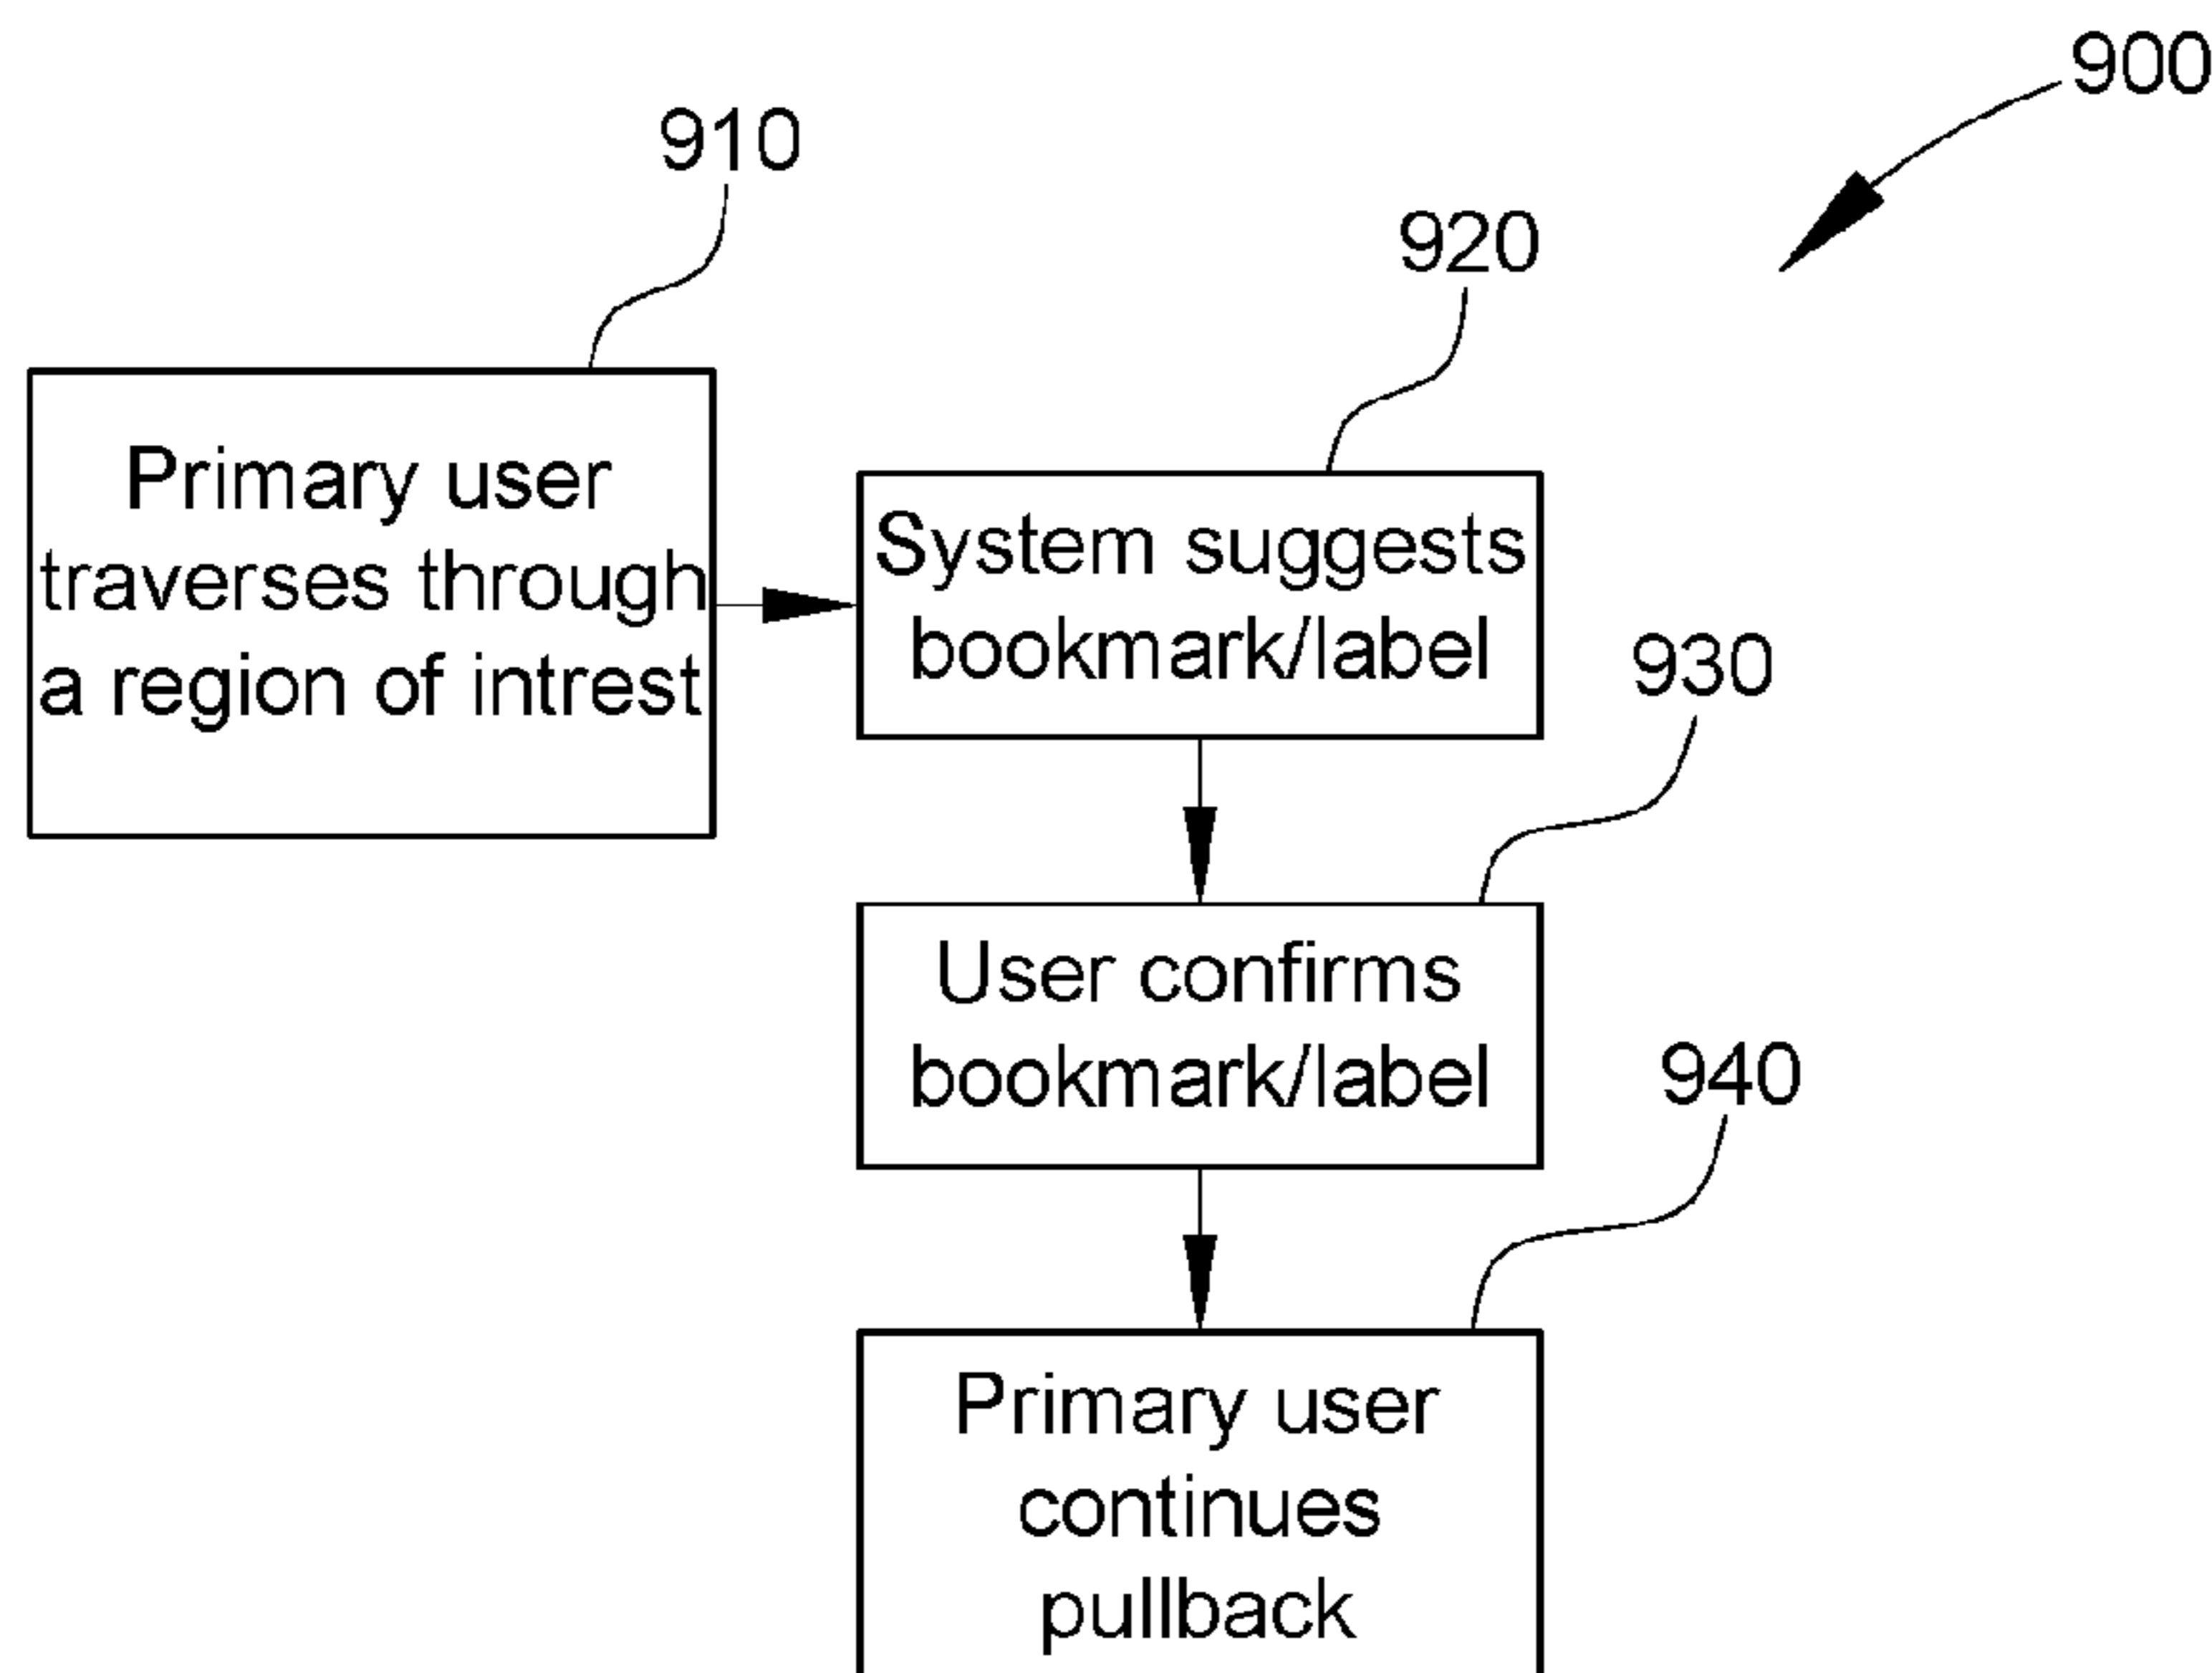 900
910
Primary user
traverses through
a region of intrest
920
System suggests
bookmark/label
930
User confirms
bookmark/label
940
Primary user
continues
pullback